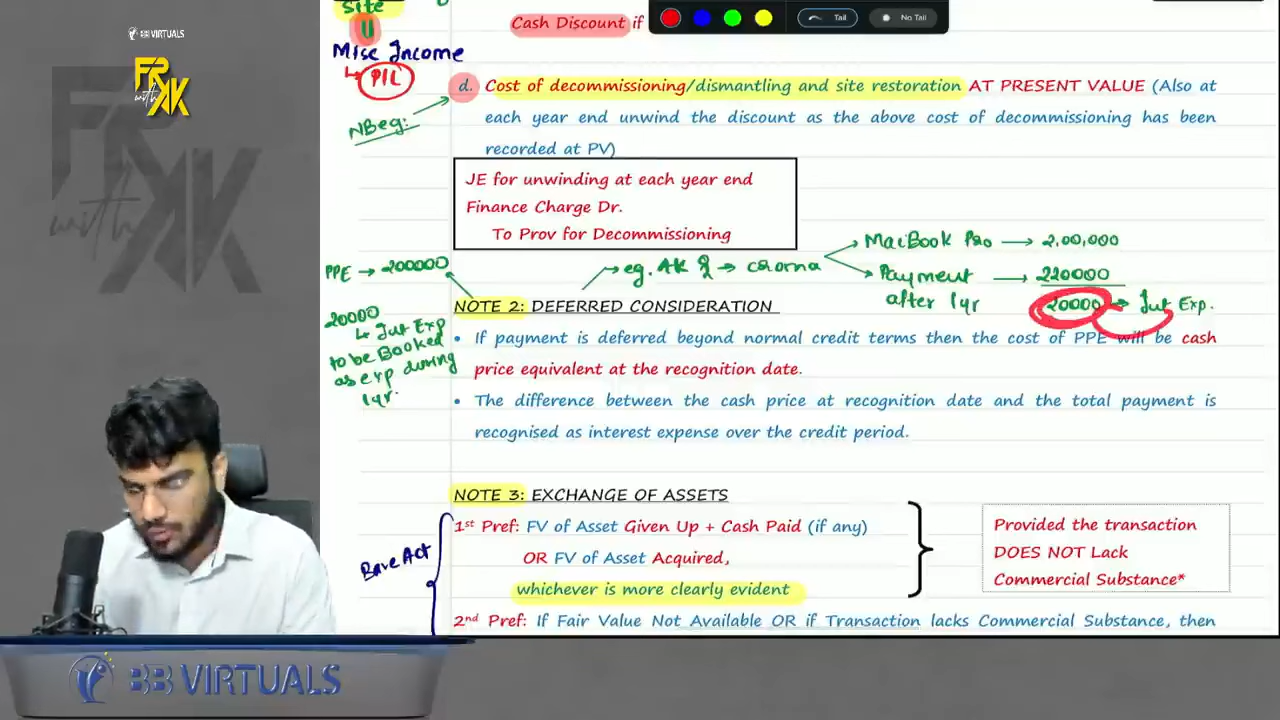 site
Cash Discount if
Tail
No Tail
BB VIRTUALS
FR with AK
Misc Income
↳ P/L
d. Cost of decommissioning/dismantling and site restoration AT PRESENT VALUE (Also at
each year end unwind the discount as the above cost of decommissioning has been
recorded at PV)
NBeg:
JE for unwinding at each year end
Finance Charge Dr.
To Prov for Decommissioning
eg. AK → croma
MacBook Pro → 2,00,000
Payment → 220000
after 1yr
20000 → Int Exp.
PPE → 200000
20000
↳ Int Exp
to be Booked
as exp during
1yr.
NOTE 2: DEFERRED CONSIDERATION
• If payment is deferred beyond normal credit terms then the cost of PPE will be cash
price equivalent at the recognition date.
• The difference between the cash price at recognition date and the total payment is
recognised as interest expense over the credit period.
NOTE 3: EXCHANGE OF ASSETS
Bare Act
1st Pref: FV of Asset Given Up + Cash Paid (if any)
OR FV of Asset Acquired,
whichever is more clearly evident
Provided the transaction
DOES NOT Lack
Commercial Substance*
2nd Pref: If Fair Value Not Available OR if Transaction lacks Commercial Substance, then
BB VIRTUALS